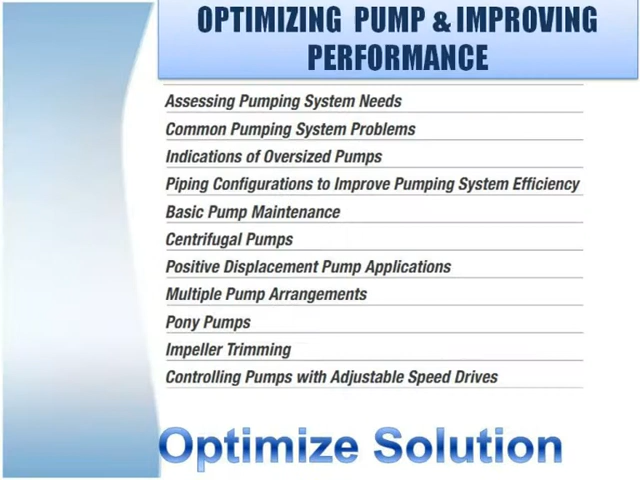 OPTIMIZING PUMP & IMPROVING
PERFORMANCE
Assessing Pumping System Needs
Common Pumping System Problems
Indications of Oversized Pumps
Piping Configurations to Improve Pumping System Efficiency
Basic Pump Maintenance
Centrifugal Pumps
Positive Displacement Pump Applications
Multiple Pump Arrangements
Pony Pumps
Impeller Trimming
Controlling Pumps with Adjustable Speed Drives
Optimize Solution